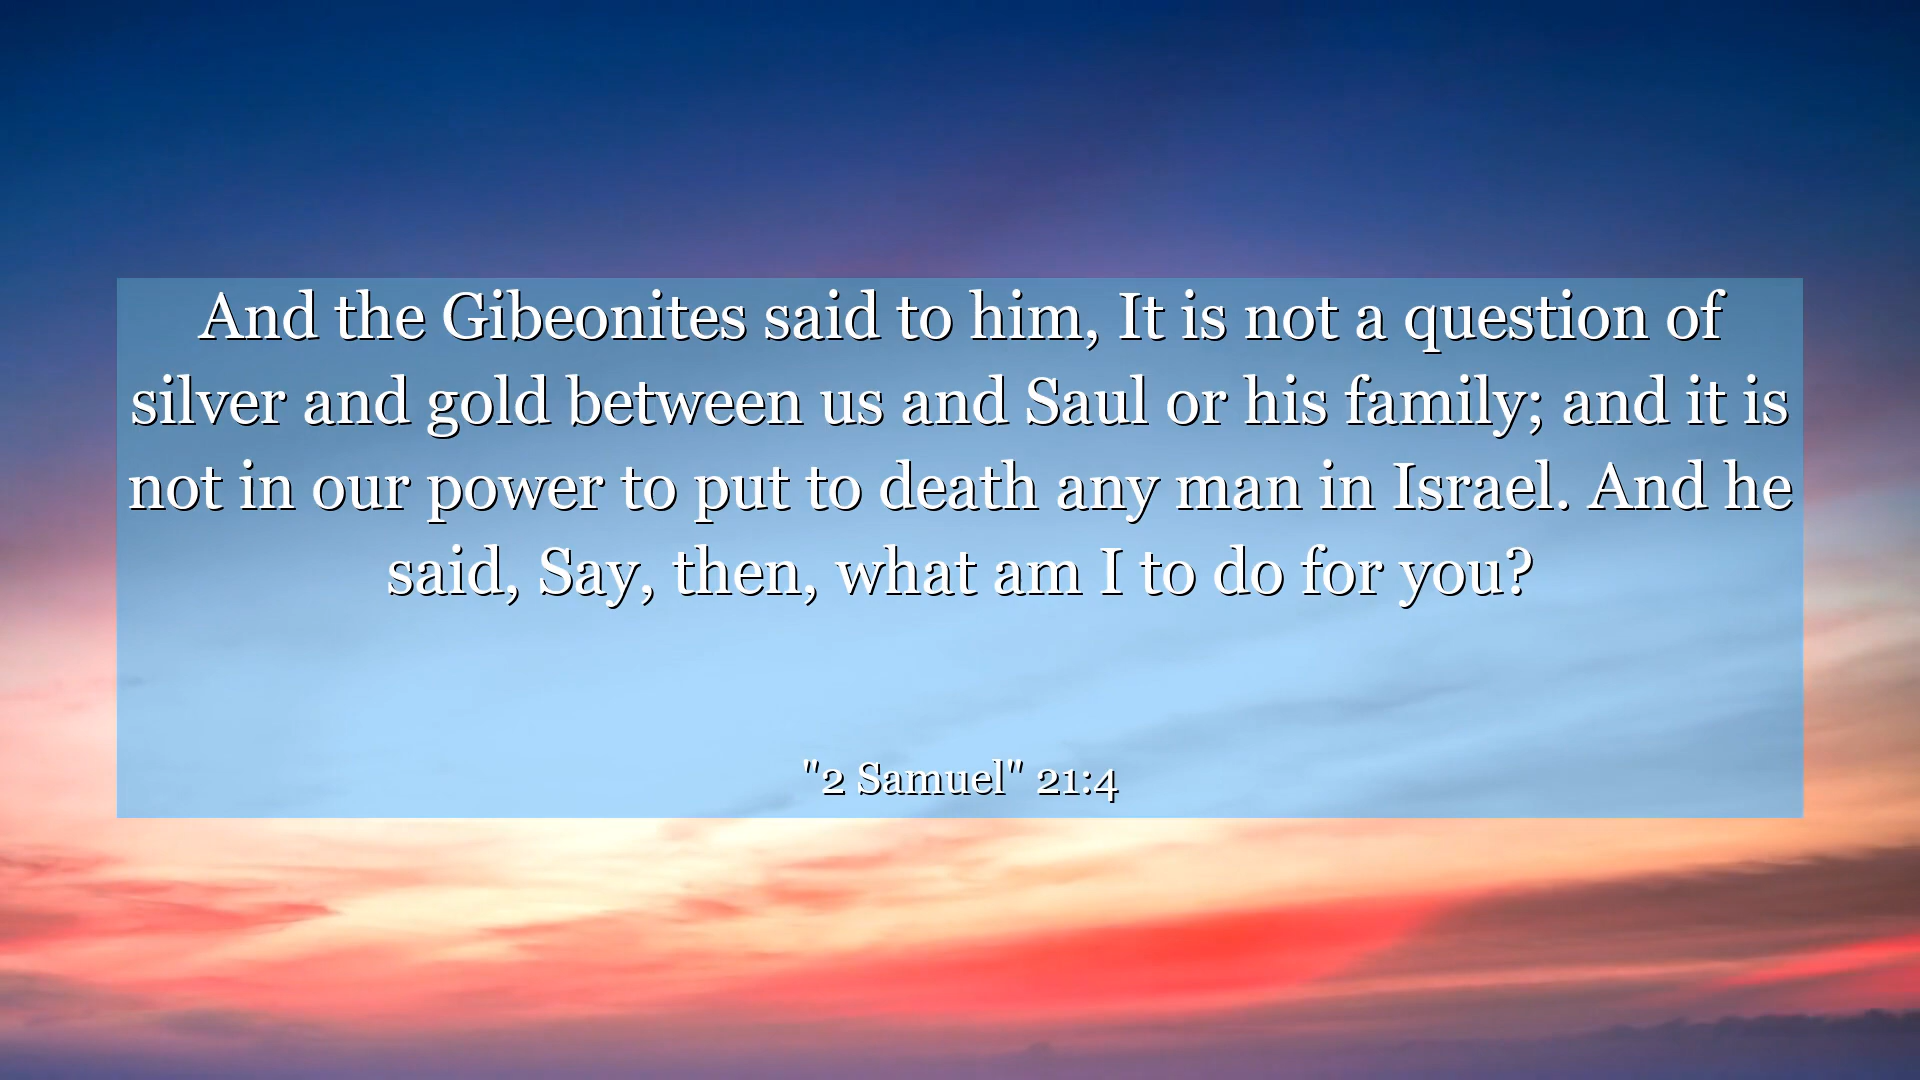 And the Gibeonites said to him, It is not a question of
silver and gold between us and Saul or his family; and it is
not in our power to put to death any man in Israel. And he
said, Say, then, what am I to do for you?
"2 Samuel" 21:4